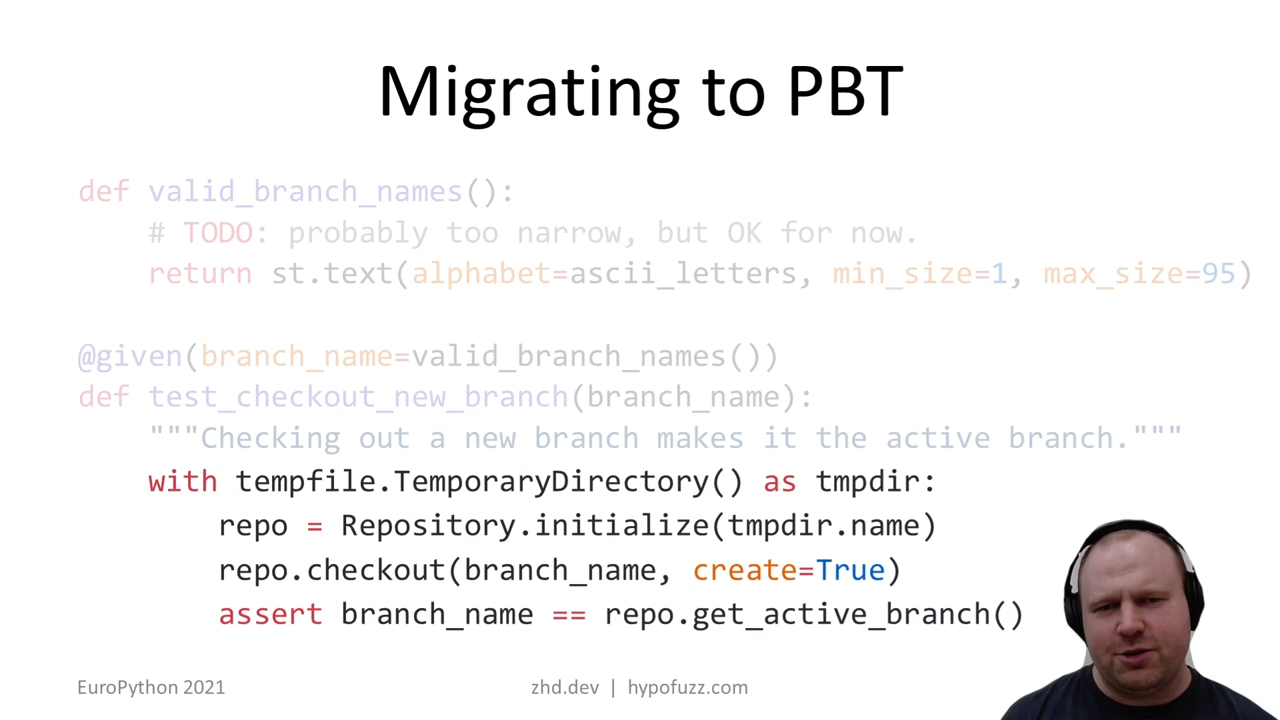 Migrating to PBT
def valid_branch_names():
    # TODO: probably too narrow, but OK for now.
    return st.text(alphabet=ascii_letters, min_size=1, max_size=95)
@given(branch_name=valid_branch_names())
def test_checkout_new_branch(branch_name):
    """Checking out a new branch makes it the active branch."""
    with tempfile.TemporaryDirectory() as tmpdir:
        repo = Repository.initialize(tmpdir.name)
        repo.checkout(branch_name, create=True)
        assert branch_name == repo.get_active_branch()
EuroPython 2021
zhd.dev | hypofuzz.com